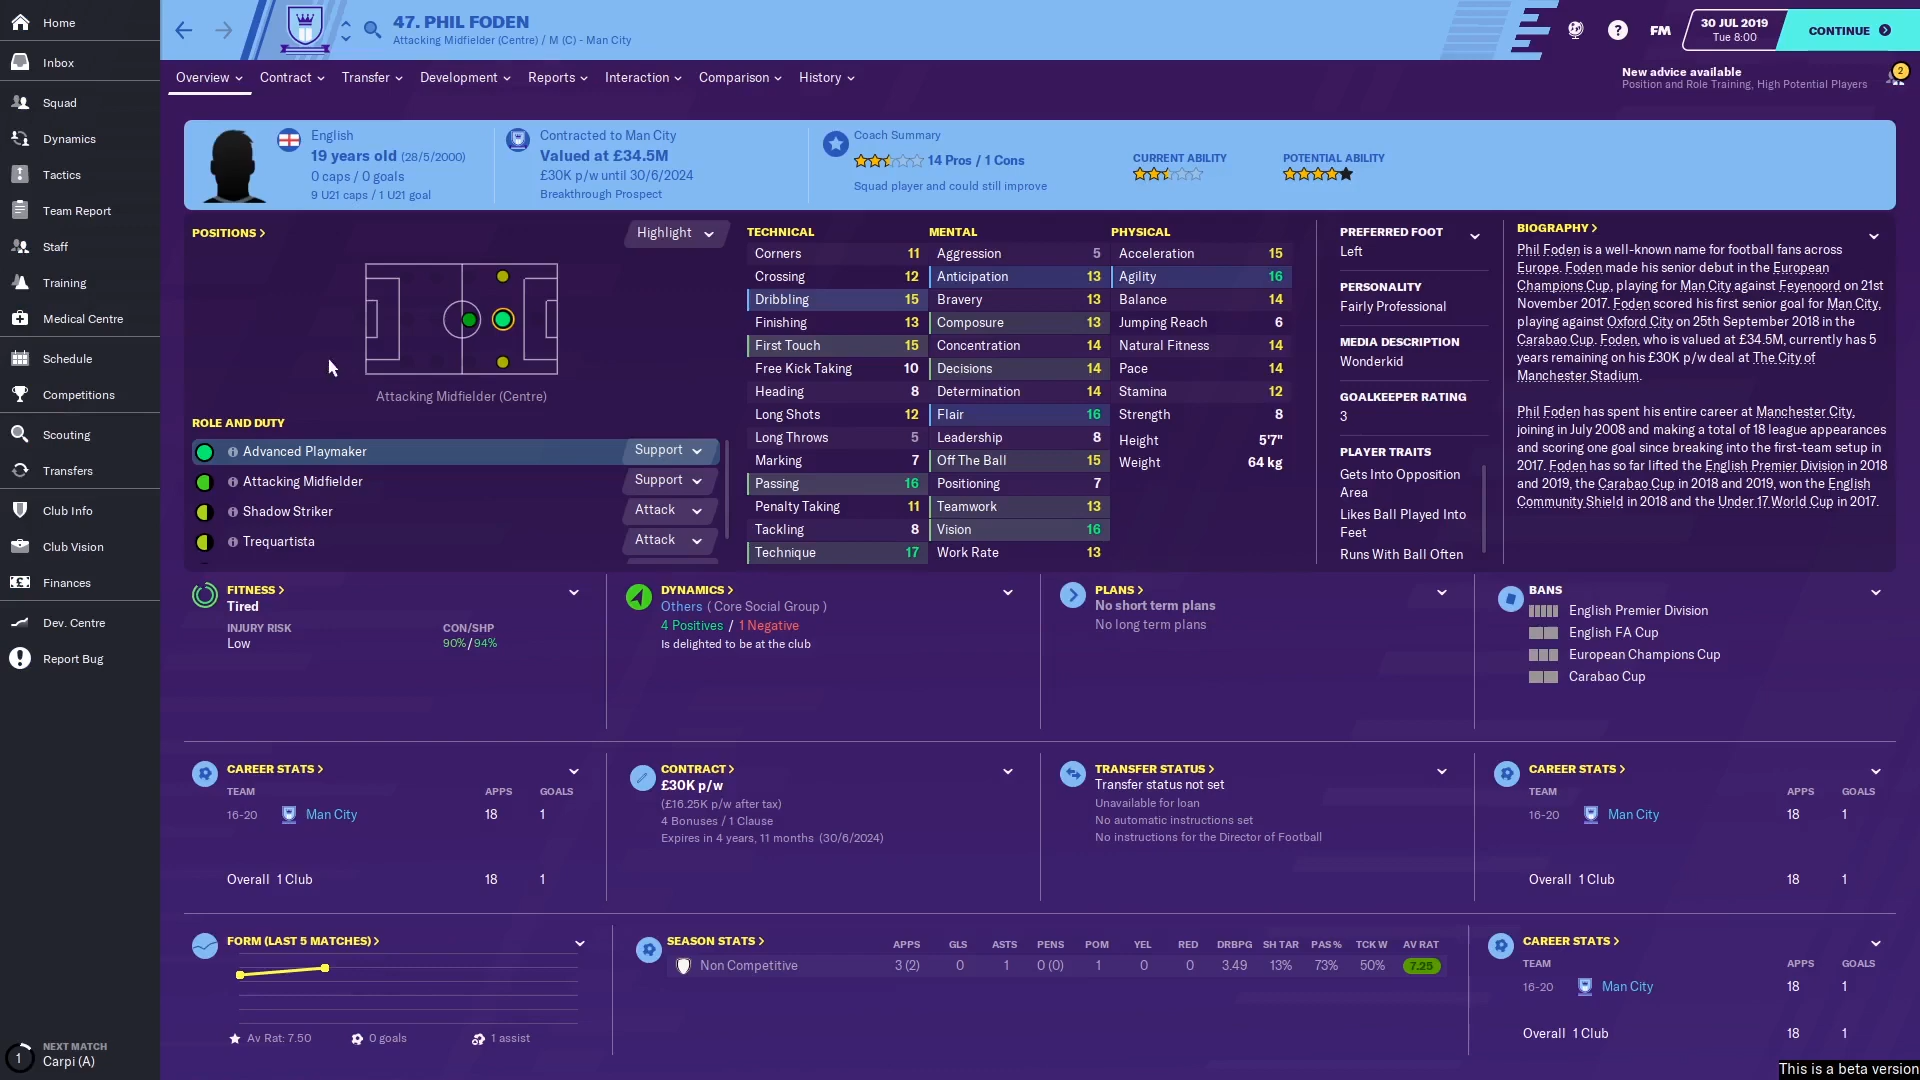 Home
Inbox
Squad
Dynamics
Tactics
Team Report
Staff
Training
Medical Centre
Schedule
Competitions
Scouting
Transfers
Club Info
Club Vision
Finances
Dev. Centre
Report Bug
1 NEXT MATCH
Carpi (A)
47. PHIL FODEN
Attacking Midfielder (Centre) / M (C) - Man City
? FM
30 JUL 2019
Tue 8:00
CONTINUE
Overview Contract Transfer Development Reports Interaction Comparison History
New advice available
Position and Role Training, High Potential Players
2
English
19 years old (28/5/2000)
0 caps / 0 goals
9 U21 caps / 1 U21 goal
Contracted to Man City
Valued at £34.5M
£30K p/w until 30/6/2024
Breakthrough Prospect
Coach Summary
14 Pros / 1 Cons
Squad player and could still improve
CURRENT ABILITY
POTENTIAL ABILITY
POSITIONS >
Highlight
Attacking Midfielder (Centre)
ROLE AND DUTY
Advanced Playmaker Support
Attacking Midfielder Support
Shadow Striker Attack
Trequartista Attack
TECHNICAL
Corners 11
Crossing 12
Dribbling 15
Finishing 13
First Touch 15
Free Kick Taking 10
Heading 8
Long Shots 12
Long Throws 5
Marking 7
Passing 16
Penalty Taking 11
Tackling 8
Technique 17
MENTAL
Aggression 5
Anticipation 13
Bravery 13
Composure 13
Concentration 14
Decisions 14
Determination 14
Flair 16
Leadership 8
Off The Ball 15
Positioning 7
Teamwork 13
Vision 16
Work Rate 13
PHYSICAL
Acceleration 15
Agility 16
Balance 14
Jumping Reach 6
Natural Fitness 14
Pace 14
Stamina 12
Strength 8
Height 5'7"
Weight 64 kg
PREFERRED FOOT
Left
PERSONALITY
Fairly Professional
MEDIA DESCRIPTION
Wonderkid
GOALKEEPER RATING
3
PLAYER TRAITS
Gets Into Opposition
Area
Likes Ball Played Into
Feet
Runs With Ball Often
BIOGRAPHY >
Phil Foden is a well-known name for football fans across
Europe. Foden made his senior debut in the European
Champions Cup, playing for Man City against Feyenoord on 21st
November 2017. Foden scored his first senior goal for Man City,
playing against Oxford City on 25th September 2018 in the
Carabao Cup. Foden, who is valued at £34.5M, currently has 5
years remaining on his £30K p/w deal at The City of
Manchester Stadium.
Phil Foden has spent his entire career at Manchester City,
joining in July 2008 and making a total of 18 league appearances
and scoring one goal since breaking into the first-team setup in
2017. Foden has so far lifted the English Premier Division in 2018
and 2019, the Carabao Cup in 2018 and 2019, won the English
Community Shield in 2018 and the Under 17 World Cup in 2017.
FITNESS >
Tired
INJURY RISK CON/SHP
Low 90%/94%
DYNAMICS >
Others ( Core Social Group )
4 Positives / 1 Negative
Is delighted to be at the club
PLANS >
No short term plans
No long term plans
BANS
English Premier Division
English FA Cup
European Champions Cup
Carabao Cup
CAREER STATS >
TEAM APPS GOALS
16-20 Man City 18 1
Overall 1 Club 18 1
CONTRACT >
£30K p/w
(£16.25K p/w after tax)
4 Bonuses / 1 Clause
Expires in 4 years, 11 months (30/6/2024)
TRANSFER STATUS >
Transfer status not set
Unavailable for loan
No automatic instructions set
No instructions for the Director of Football
CAREER STATS >
TEAM APPS GOALS
16-20 Man City 18 1
Overall 1 Club 18 1
FORM (LAST 5 MATCHES) >
Av Rat: 7.50 0 goals 1 assist
SEASON STATS > APPS GLS ASTS PENS POM YEL RED DRBPG SH TAR PAS % TCK W AV RAT
Non Competitive 3 (2) 0 1 0 (0) 1 0 0 3.49 13% 73% 50% 7.25
CAREER STATS >
TEAM APPS GOALS
16-20 Man City 18 1
Overall 1 Club 18 1
This is a beta version